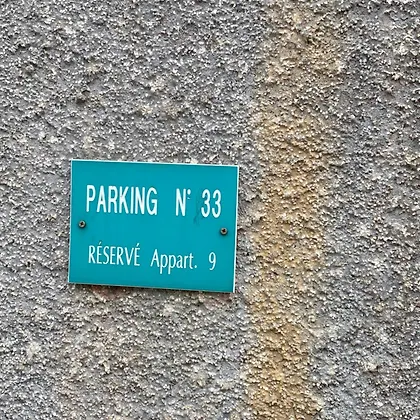 PARKING N° 33
RÉSERVÉ Appart. 9